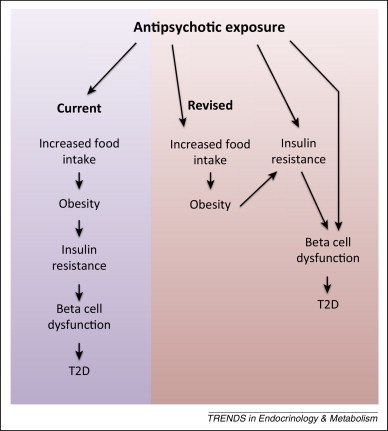 Antipsychotic exposure
Current
Increased food
intake
Obesity
Insulin
resistance
Beta cell
dysfunction
T2D
Revised
Increased food
intake
Obesity
Insulin
resistance
Beta cell
dysfunction
T2D
TRENDS in Endocrinology & Metabolism